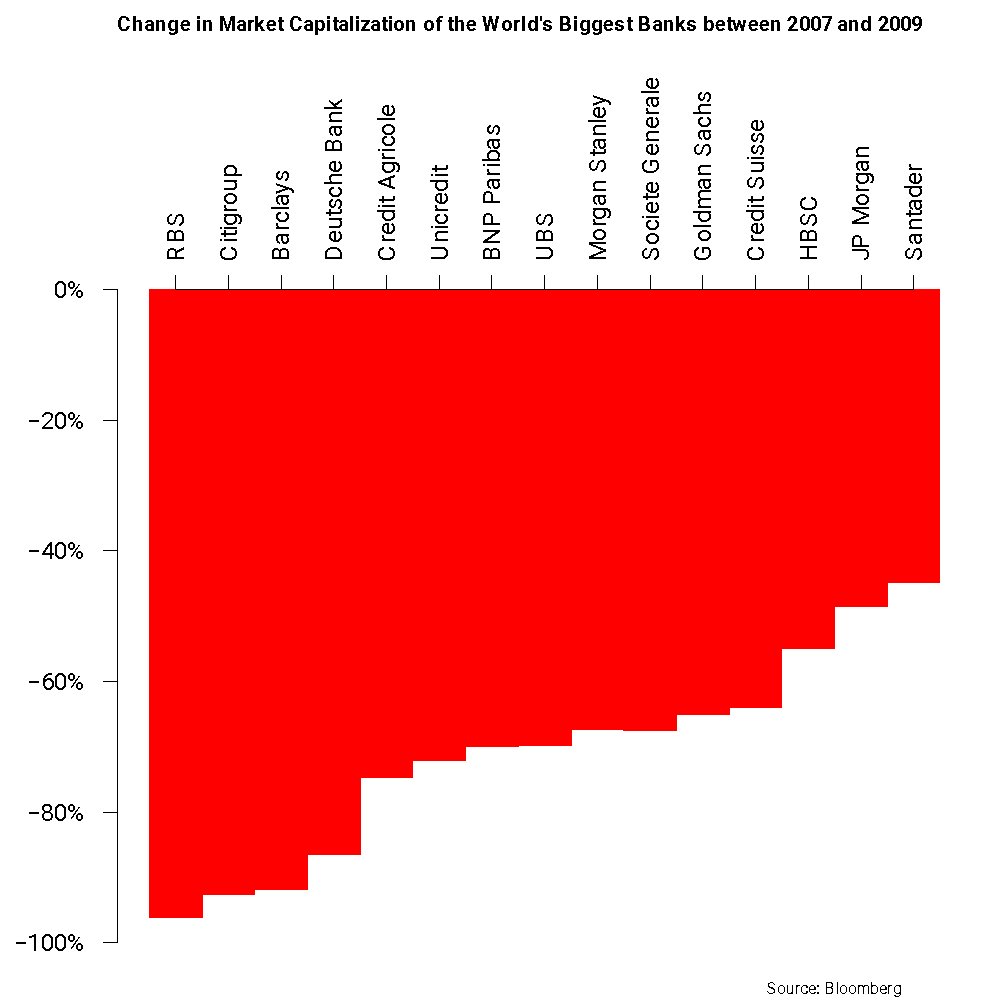 Change in Market Capitalization of the World's Biggest Banks between 2007 and 2009
RBS
Citigroup
Barclays
Deutsche Bank
Credit Agricole
Unicredit
BNP Paribas
UBS
Morgan Stanley
Societe Generale
Goldman Sachs
Credit Suisse
HBSC
JP Morgan
Santader
0%
−20%
−40%
−60%
−80%
−100%
Source: Bloomberg